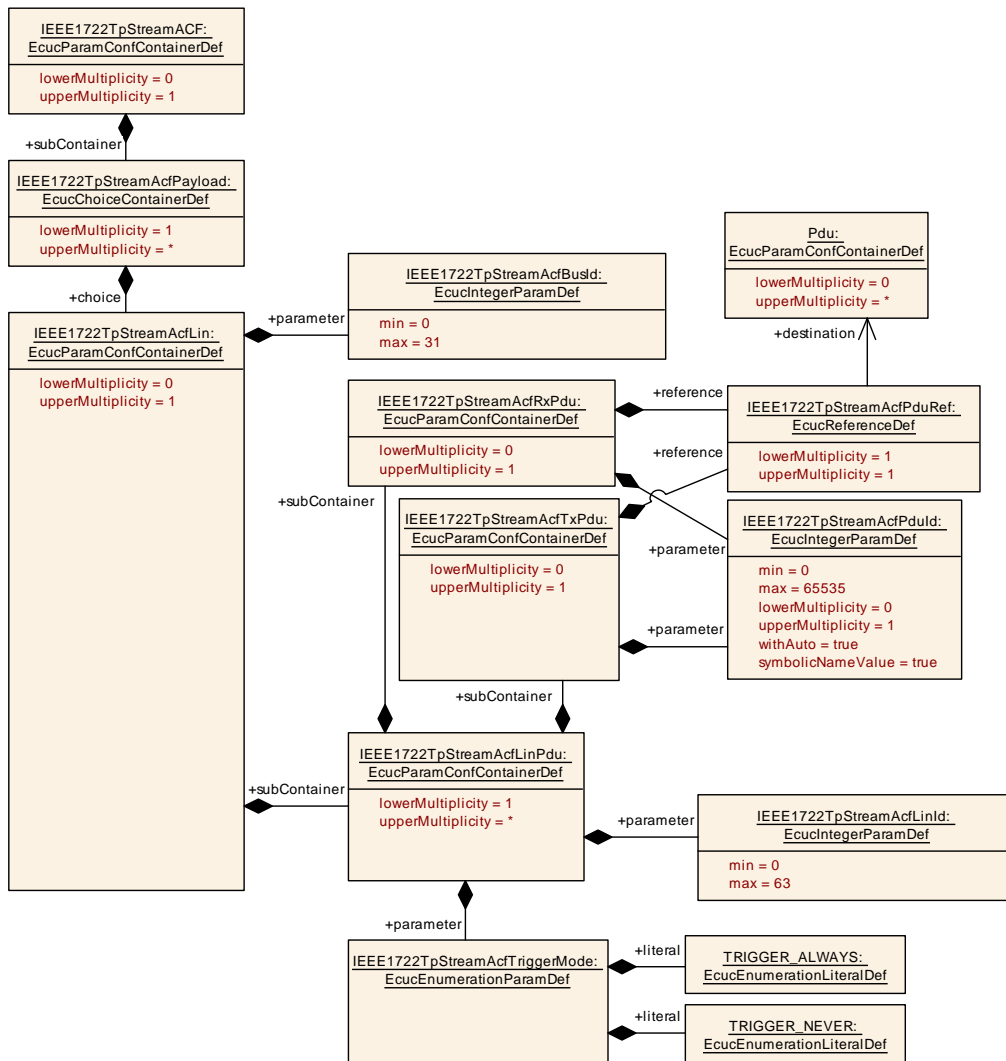 IEEE1722TpStreamACF:
EcucParamConfContainerDef
lowerMultiplicity = 0
upperMultiplicity = 1
+subContainer
IEEE1722TpStreamAcfPayload:
EcucChoiceContainerDef
lowerMultiplicity = 1
upperMultiplicity = *
+choice
IEEE1722TpStreamAcfLin:
EcucParamConfContainerDef
lowerMultiplicity = 0
upperMultiplicity = 1
+parameter
IEEE1722TpStreamAcfBusId:
EcucIntegerParamDef
min = 0
max = 31
Pdu:
EcucParamConfContainerDef
lowerMultiplicity = 0
upperMultiplicity = *
+destination
IEEE1722TpStreamAcfRxPdu:
EcucParamConfContainerDef
lowerMultiplicity = 0
upperMultiplicity = 1
+reference
IEEE1722TpStreamAcfPduRef:
EcucReferenceDef
lowerMultiplicity = 1
upperMultiplicity = 1
+reference
+subContainer
IEEE1722TpStreamAcfTxPdu:
EcucParamConfContainerDef
lowerMultiplicity = 0
upperMultiplicity = 1
+parameter
IEEE1722TpStreamAcfPduId:
EcucIntegerParamDef
min = 0
max = 65535
lowerMultiplicity = 0
upperMultiplicity = 1
withAuto = true
symbolicNameValue = true
+parameter
+subContainer
IEEE1722TpStreamAcfLinPdu:
EcucParamConfContainerDef
lowerMultiplicity = 1
upperMultiplicity = *
+subContainer
+parameter
IEEE1722TpStreamAcfLinId:
EcucIntegerParamDef
min = 0
max = 63
+parameter
IEEE1722TpStreamAcfTriggerMode:
EcucEnumerationParamDef
+literal
TRIGGER_ALWAYS:
EcucEnumerationLiteralDef
+literal
TRIGGER_NEVER:
EcucEnumerationLiteralDef